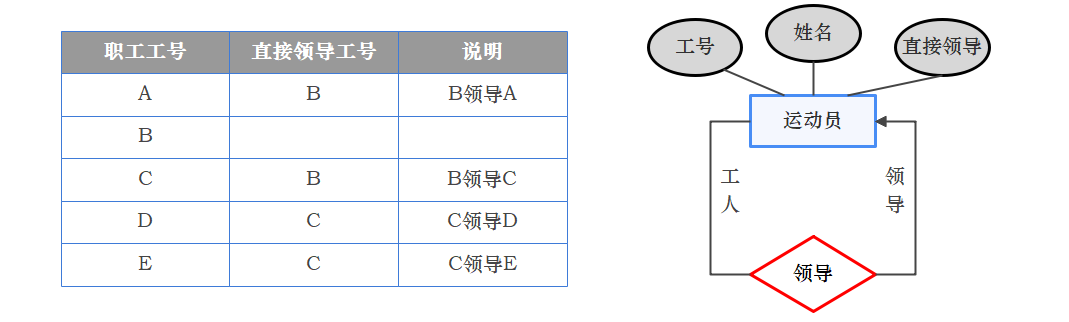 职工工号 直接领导工号 说明
A B B领导A
B
C B B领导C
D C C领导D
E C C领导E
工号 姓名 直接领导
运动员
工人 领导
领导